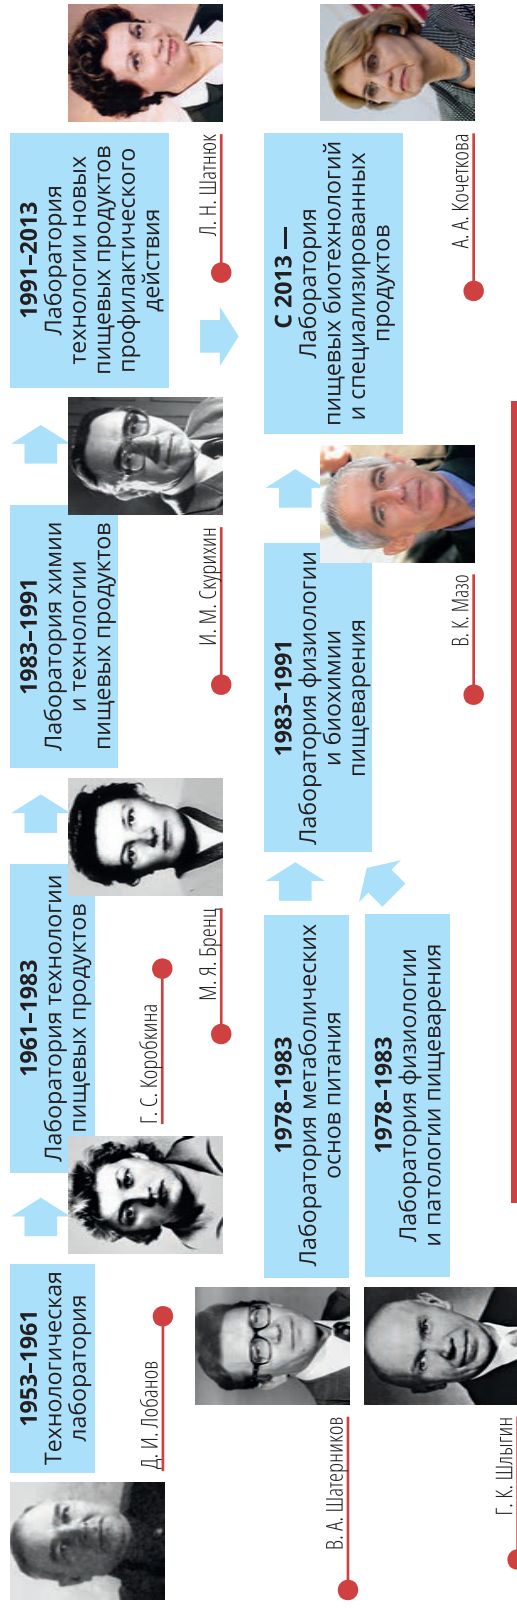 1953–1961
Технологическая
лаборатория
Д. И. Лобанов
1961–1983
Лаборатория технологии
пищевых продуктов
Г. С. Коробкина
М. Я. Бренц
1983–1991
Лаборатория химии
и технологии
пищевых продуктов
И. М. Скурихин
1991–2013
Лаборатория
технологии новых
пищевых продуктов
профилактического
действия
Л. Н. Шатнюк
В. А. Шатерников
1978–1983
Лаборатория метаболических
основ питания
Г. К. Шлыгин
1978–1983
Лаборатория физиологии
и патологии пищеварения
1983–1991
Лаборатория физиологии
и биохимии
пищеварения
В. К. Мазо
С 2013 —
Лаборатория
пищевых биотехнологий
и специализированных
продуктов
А. А. Кочеткова